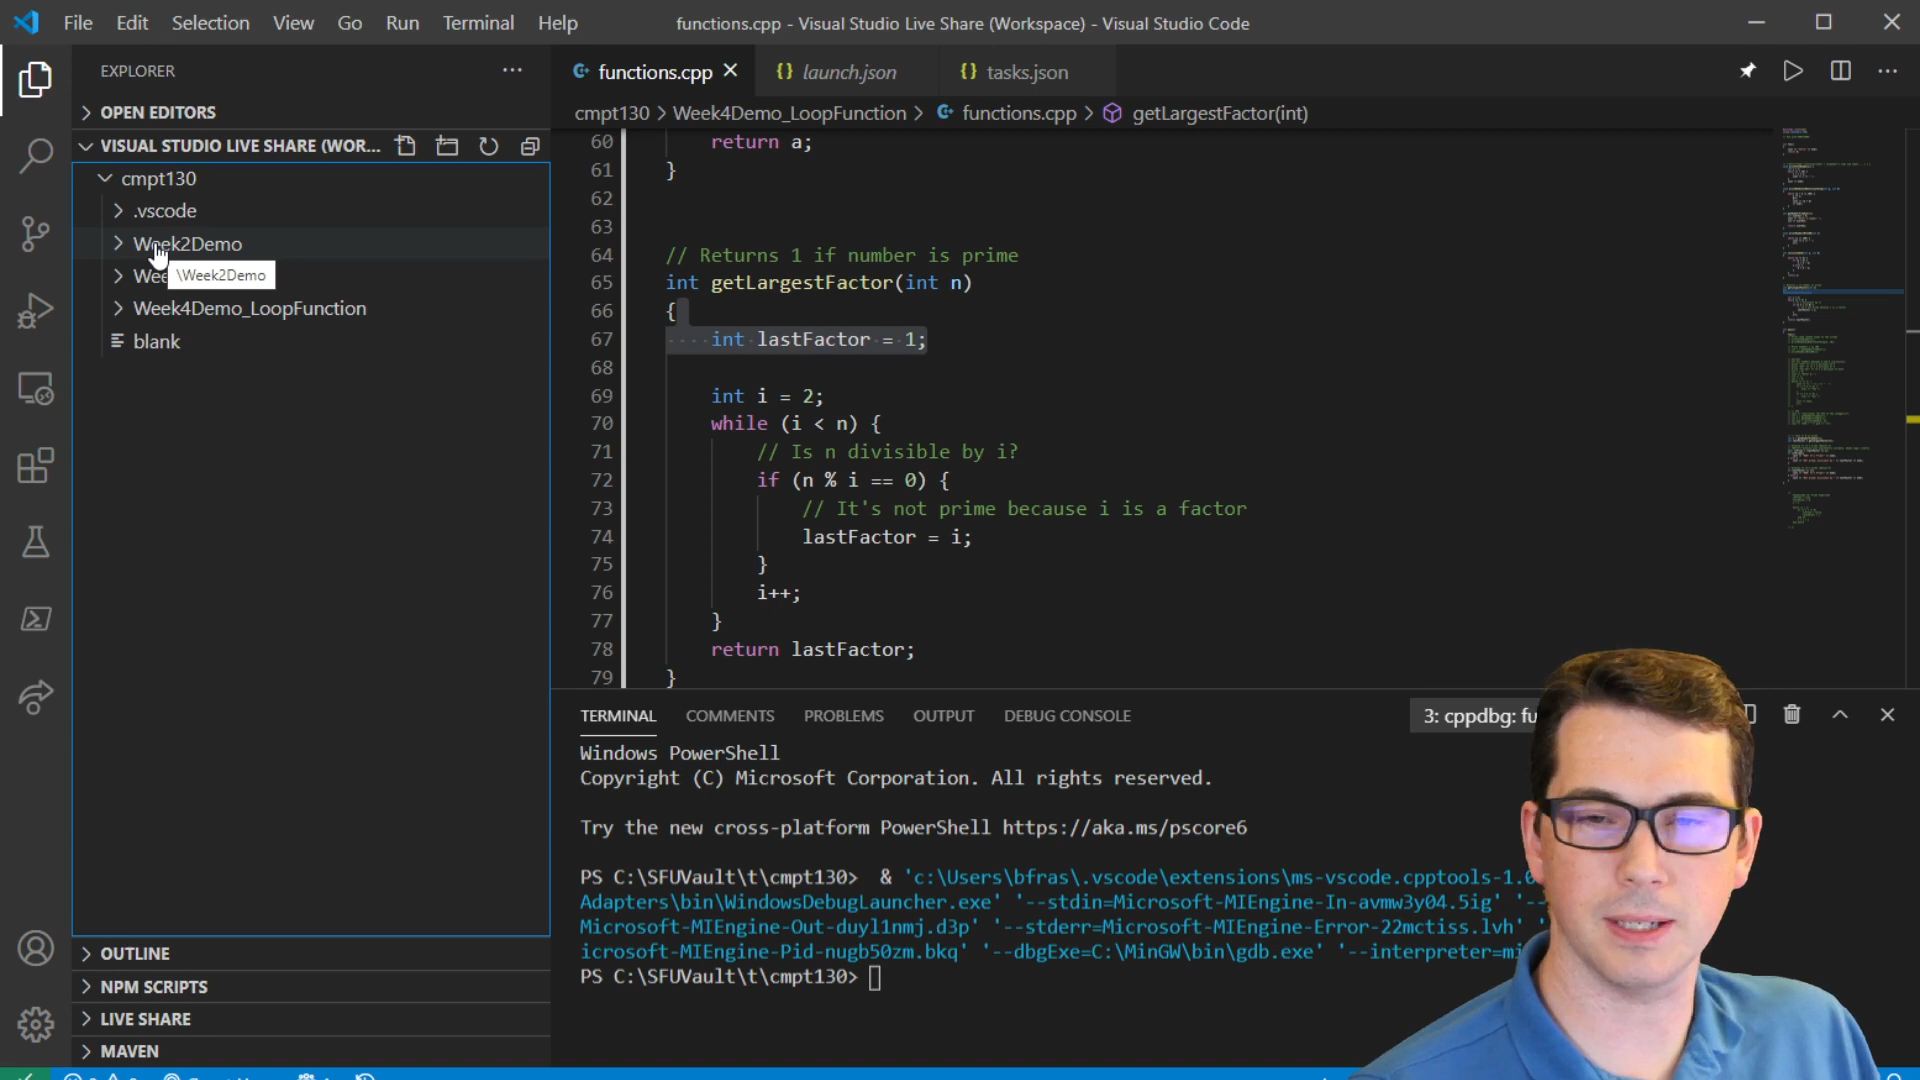 File Edit Selection View Go Run Terminal Help
functions.cpp - Visual Studio Live Share (Workspace) - Visual Studio Code
EXPLORER
OPEN EDITORS
VISUAL STUDIO LIVE SHARE (WOR...
cmpt130
.vscode
Week2Demo
\Week2Demo
Week4Demo_LoopFunction
blank
OUTLINE
NPM SCRIPTS
LIVE SHARE
MAVEN
functions.cpp launch.json tasks.json
cmpt130 > Week4Demo_LoopFunction > functions.cpp > getLargestFactor(int)
60 return a;
61 }
62
63
64 // Returns 1 if number is prime
65 int getLargestFactor(int n)
66 {
67 int lastFactor = 1;
68
69 int i = 2;
70 while (i < n) {
71 // Is n divisible by i?
72 if (n % i == 0) {
73 // It's not prime because i is a factor
74 lastFactor = i;
75 }
76 i++;
77 }
78 return lastFactor;
79 }
TERMINAL COMMENTS PROBLEMS OUTPUT DEBUG CONSOLE
3: cppdbg: fu
Windows PowerShell
Copyright (C) Microsoft Corporation. All rights reserved.
Try the new cross-platform PowerShell https://aka.ms/pscore6
PS C:\SFUVault\t\cmpt130> & 'c:\Users\bfras\.vscode\extensions\ms-vscode.cpptools-1.0
Adapters\bin\WindowsDebugLauncher.exe' '--stdin=Microsoft-MIEngine-In-avmw3y04.5ig' '--
Microsoft-MIEngine-Out-duyl1nmj.d3p' '--stderr=Microsoft-MIEngine-Error-22mctiss.lvh'
icrosoft-MIEngine-Pid-nugb50zm.bkq' '--dbgExe=C:\MinGW\bin\gdb.exe' '--interpreter=mi
PS C:\SFUVault\t\cmpt130>